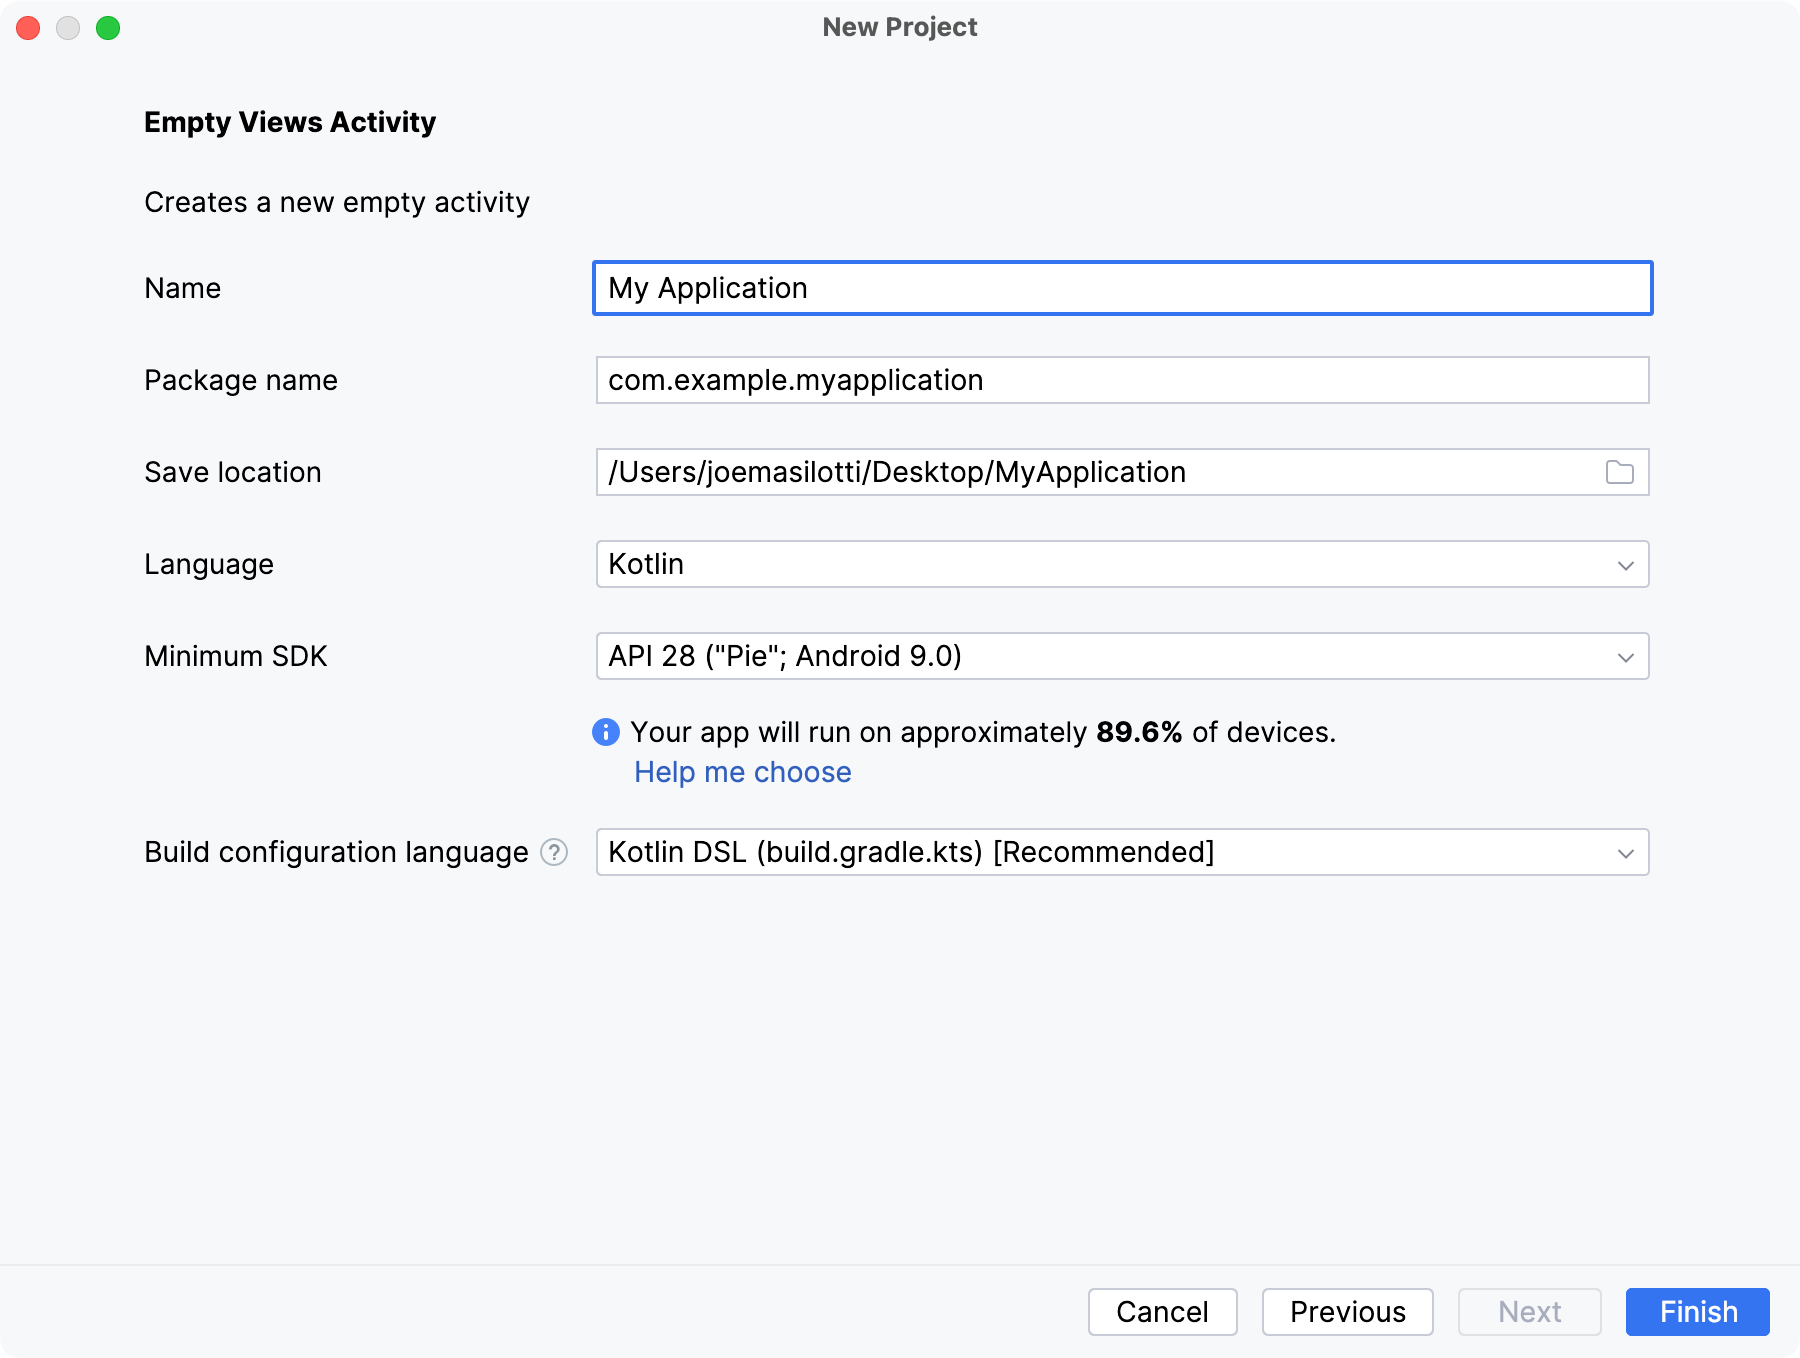 New Project
Empty Views Activity
Creates a new empty activity
Name
My Application
Package name
com.example.myapplication
Save location
/Users/joemasilotti/Desktop/MyApplication
Language
Kotlin
Minimum SDK
API 28 ("Pie"; Android 9.0)
Your app will run on approximately 89.6% of devices.
Help me choose
Build configuration language ?
Kotlin DSL (build.gradle.kts) [Recommended]
Cancel
Previous
Next
Finish